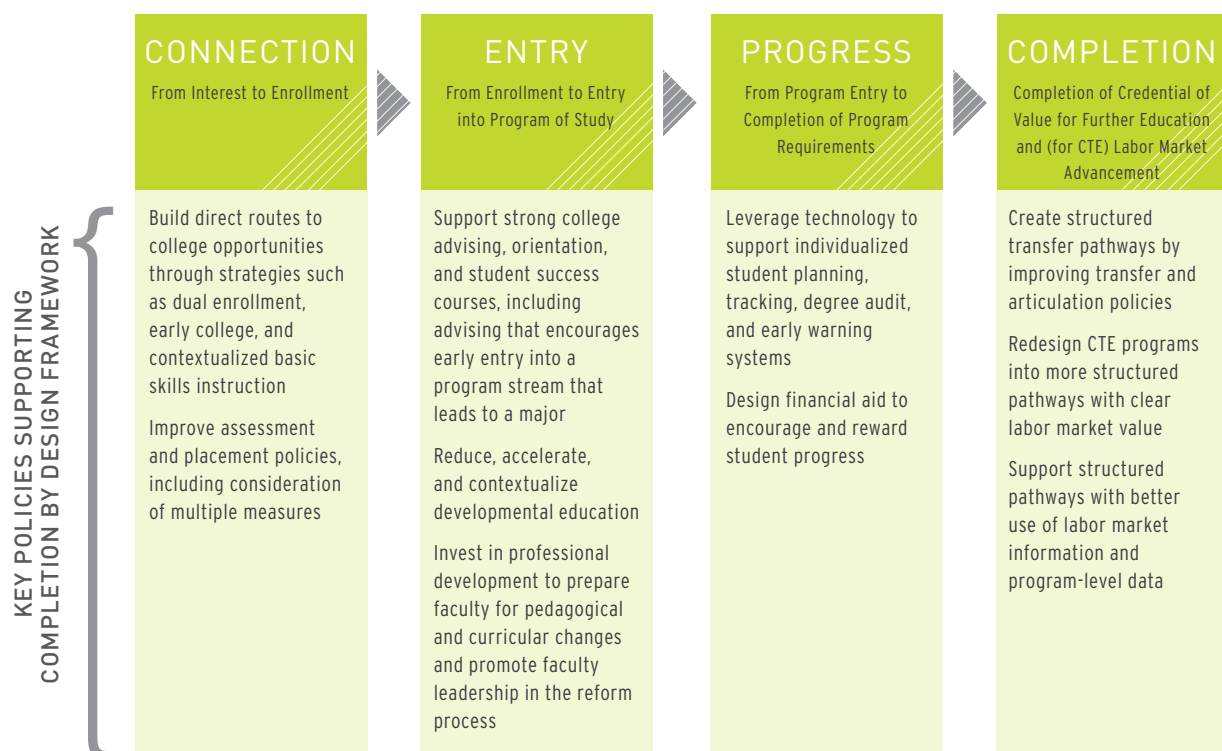 KEY POLICIES SUPPORTING
COMPLETION BY DESIGN FRAMEWORK
CONNECTION
From Interest to Enrollment
Build direct routes to
college opportunities
through strategies such
as dual enrollment,
early college, and
contextualized basic
skills instruction
Improve assessment
and placement policies,
including consideration
of multiple measures
ENTRY
From Enrollment to Entry
into Program of Study
Support strong college
advising, orientation,
and student success
courses, including
advising that encourages
early entry into a
program stream that
leads to a major
Reduce, accelerate,
and contextualize
developmental education
Invest in professional
development to prepare
faculty for pedagogical
and curricular changes
and promote faculty
leadership in the reform
process
PROGRESS
From Program Entry to
Completion of Program
Requirements
Leverage technology to
support individualized
student planning,
tracking, degree audit,
and early warning
systems
Design financial aid to
encourage and reward
student progress
COMPLETION
Completion of Credential of
Value for Further Education
and (for CTE) Labor Market
Advancement
Create structured
transfer pathways by
improving transfer and
articulation policies
Redesign CTE programs
into more structured
pathways with clear
labor market value
Support structured
pathways with better
use of labor market
information and
program-level data